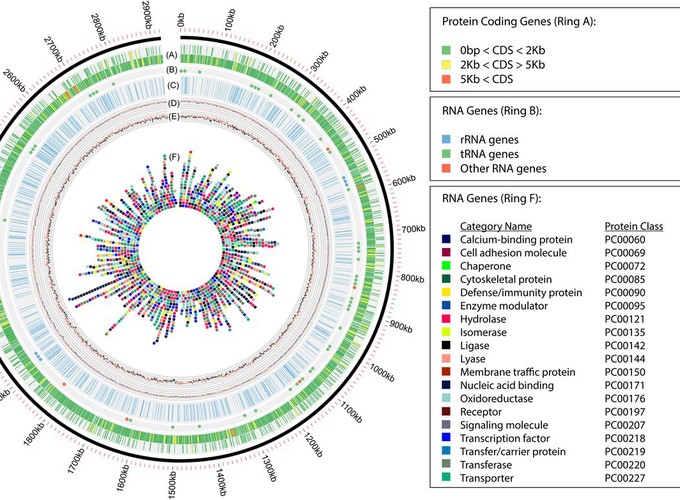 2900kb
0kb
100kb
200kb
300kb
400kb
500kb
600kb
700kb
800kb
900kb
1000kb
1100kb
1200kb
1300kb
1400kb
1500kb
1600kb
1700kb
1800kb
2600kb
2700kb
2800kb
(A)
(B)
(C)
(D)
(E)
(F)
Protein Coding Genes (Ring A):
0bp < CDS < 2Kb
2Kb < CDS > 5Kb
5Kb < CDS
RNA Genes (Ring B):
rRNA genes
tRNA genes
Other RNA genes
RNA Genes (Ring F):
Category Name Protein Class
Calcium-binding protein PC00060
Cell adhesion molecule PC00069
Chaperone PC00072
Cytoskeletal protein PC00085
Defense/immunity protein PC00090
Enzyme modulator PC00095
Hydrolase PC00121
Isomerase PC00135
Ligase PC00142
Lyase PC00144
Membrane traffic protein PC00150
Nucleic acid binding PC00171
Oxidoreductase PC00176
Receptor PC00197
Signaling molecule PC00207
Transcription factor PC00218
Transfer/carrier protein PC00219
Transferase PC00220
Transporter PC00227